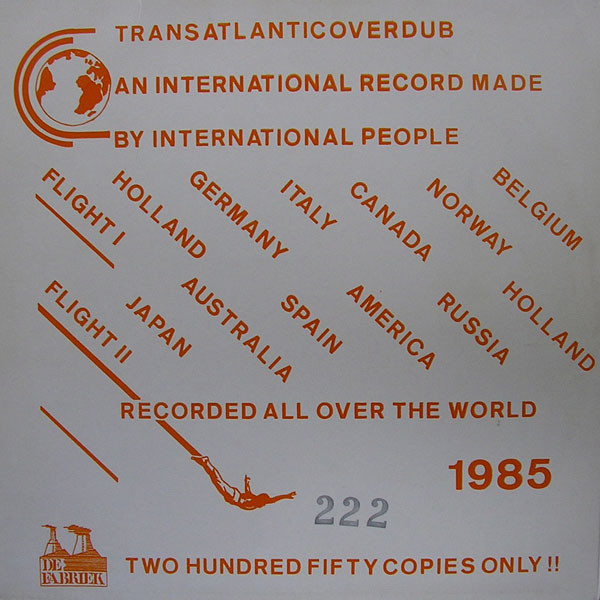 TRANSATLANTICOVERDUB
AN INTERNATIONAL RECORD MADE
BY INTERNATIONAL PEOPLE
FLIGHT I
HOLLAND
GERMANY
ITALY
CANADA
NORWAY
BELGIUM
FLIGHT II
JAPAN
AUSTRALIA
SPAIN
AMERICA
RUSSIA
HOLLAND
RECORDED ALL OVER THE WORLD
1985
222
DE
FABRIEK
TWO HUNDRED FIFTY COPIES ONLY !!